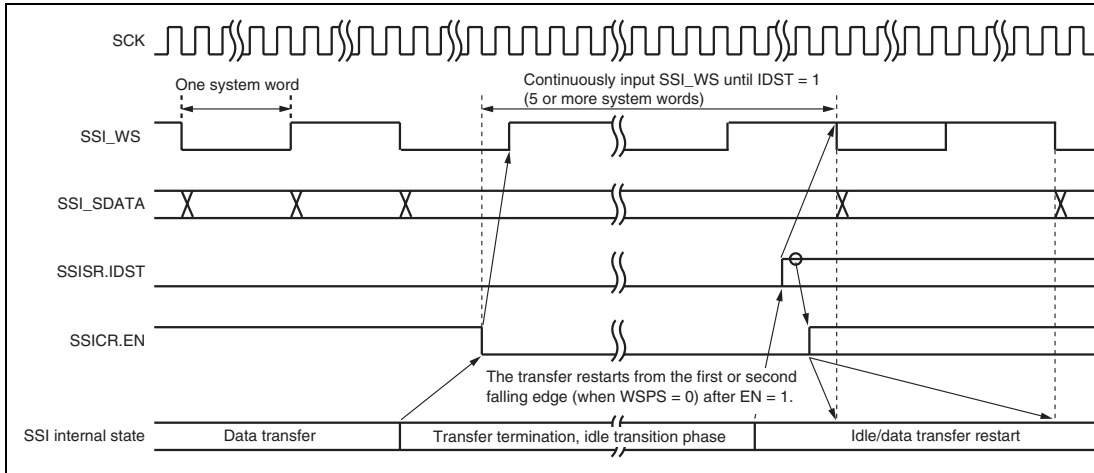 SCK
One system word
Continuously input SSI_WS until IDST = 1
(5 or more system words)
SSI_WS
SSI_SDATA
SSISR.IDST
SSICR.EN
The transfer restarts from the first or second
falling edge (when WSPS = 0) after EN = 1.
SSI internal state
Data transfer
Transfer termination, idle transition phase
Idle/data transfer restart